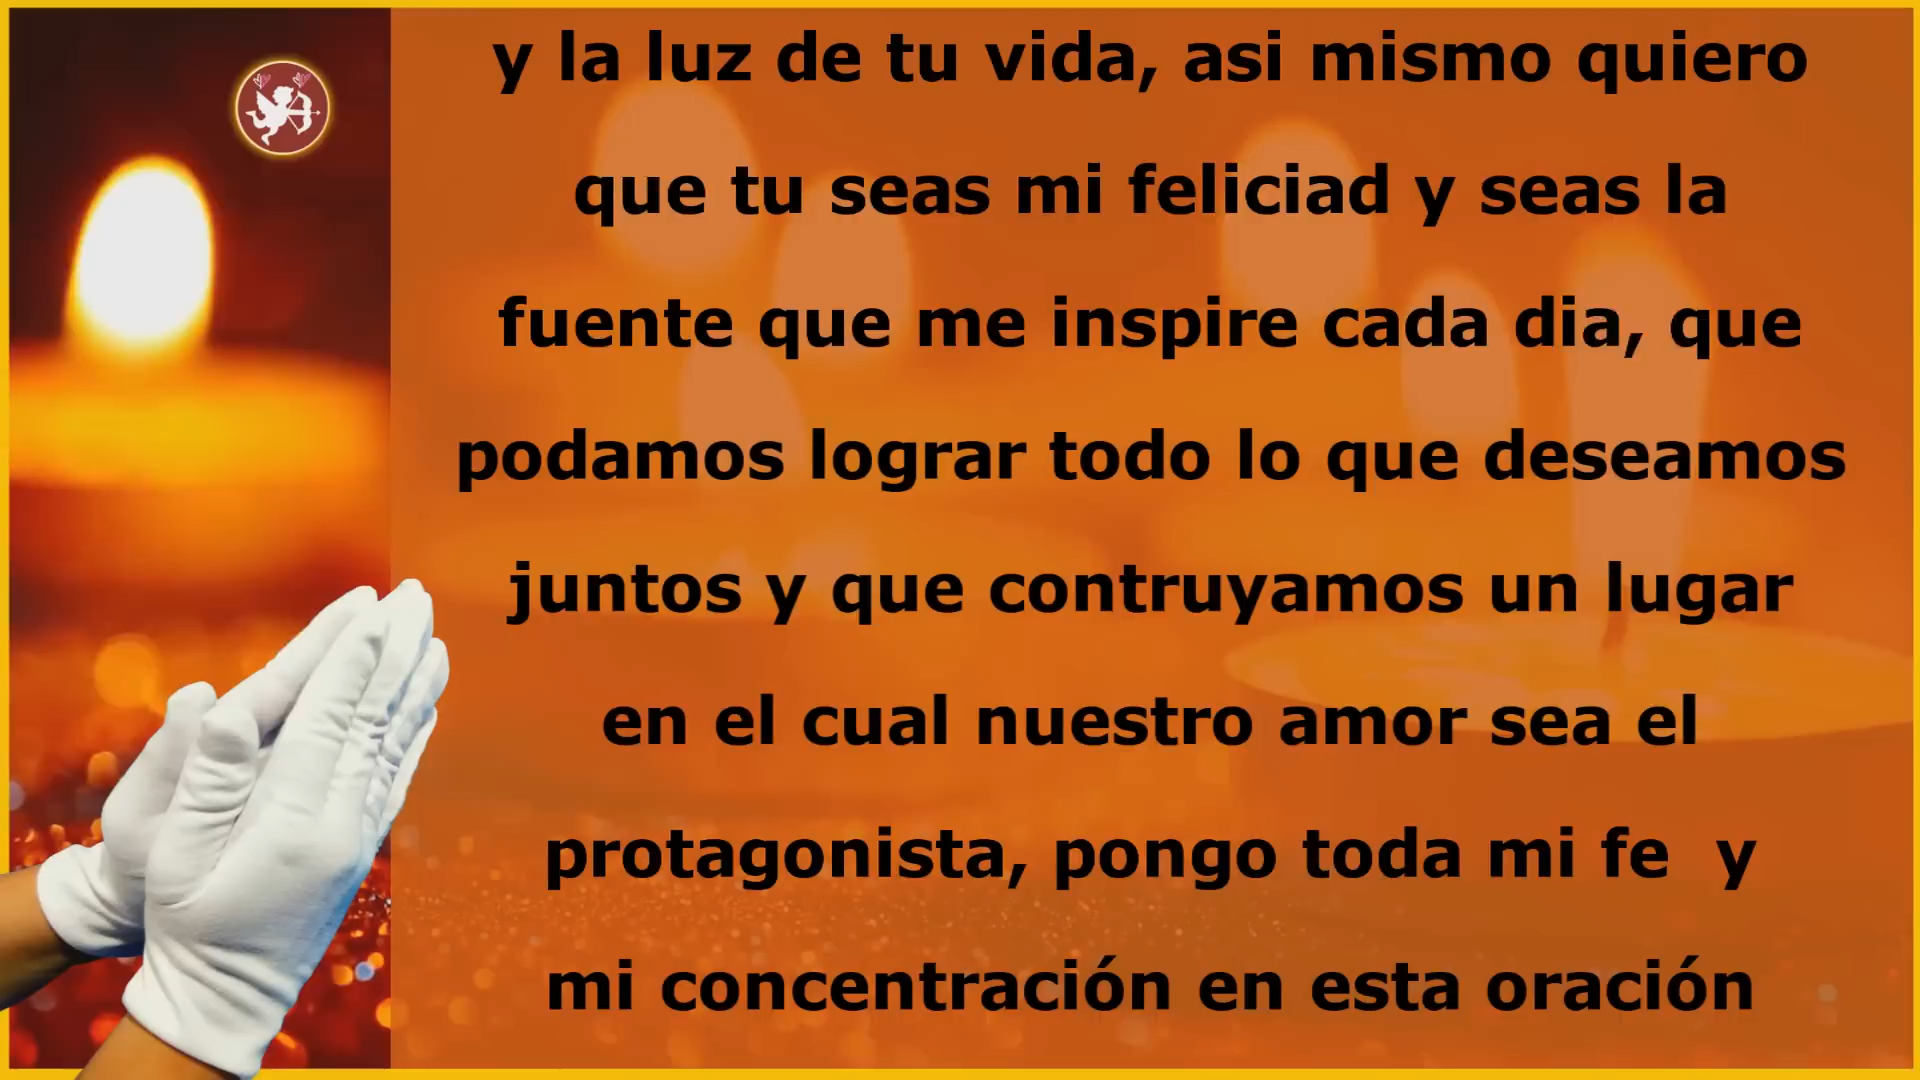 y la luz de tu vida, asi mismo quiero
que tu seas mi feliciad y seas la
fuente que me inspire cada dia, que
podamos lograr todo lo que deseamos
juntos y que contruyamos un lugar
en el cual nuestro amor sea el
protagonista, pongo toda mi fe  y
mi concentración en esta oración